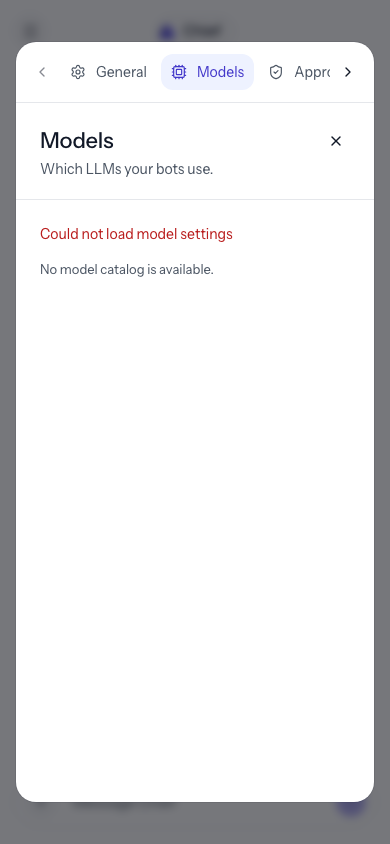 General
Models
Appro
Models
Which LLMs your bots use.
Could not load model settings
No model catalog is available.